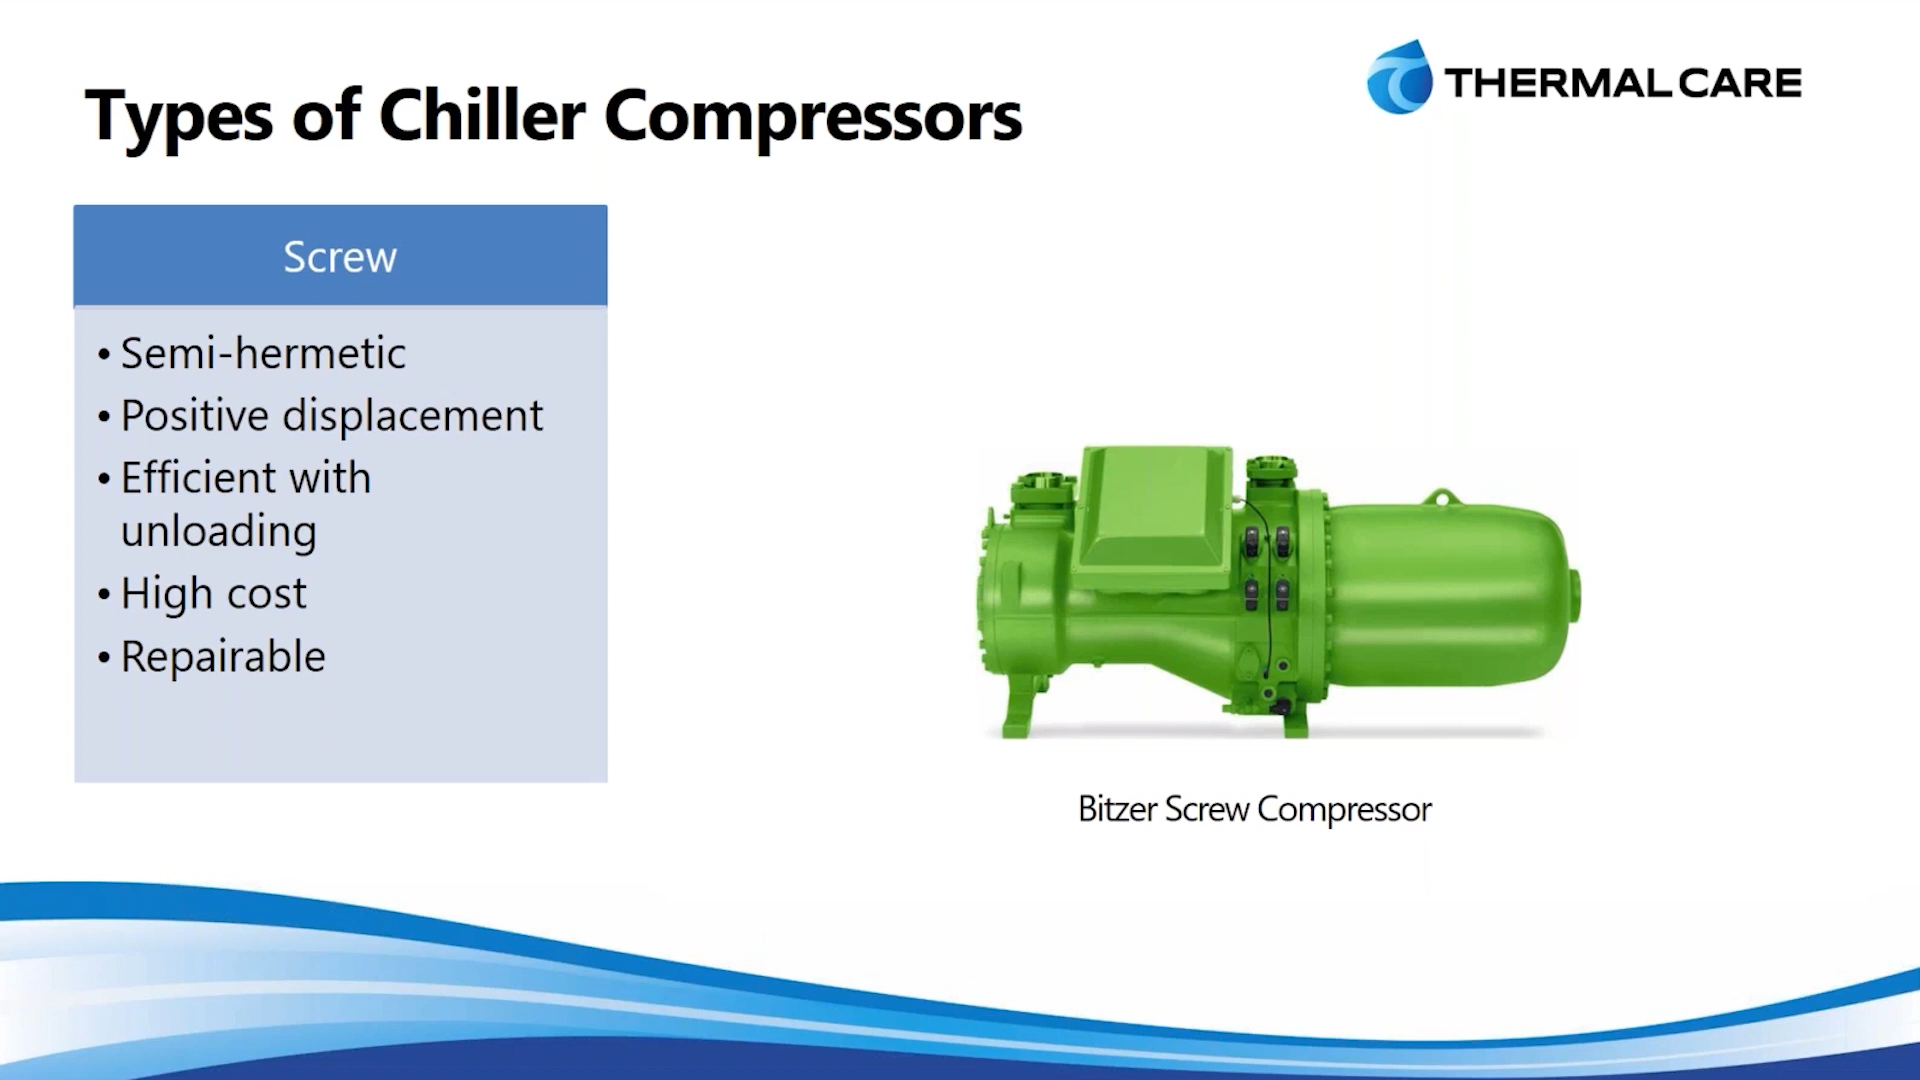 THERMAL CARE
Types of Chiller Compressors
Screw
• Semi-hermetic
• Positive displacement
• Efficient with
unloading
• High cost
• Repairable
Bitzer Screw Compressor